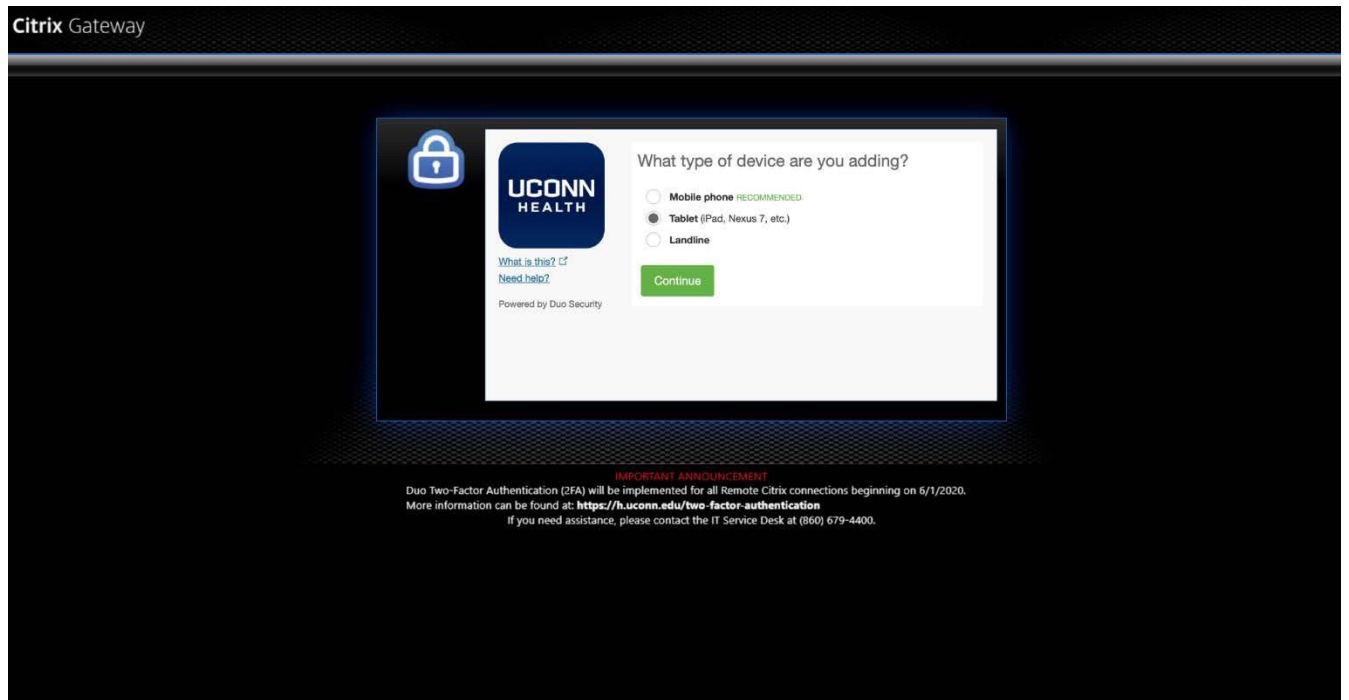 Citrix Gateway
UCONN
HEALTH
What is this?
Need help?
Powered by Duo Security
What type of device are you adding?
Mobile phone RECOMMENDED
Tablet (iPad, Nexus 7, etc.)
Landline
Continue
IMPORTANT ANNOUNCEMENT
Duo Two-Factor Authentication (2FA) will be implemented for all Remote Citrix connections beginning on 6/1/2020.
More information can be found at: https://h.uconn.edu/two-factor-authentication
If you need assistance, please contact the IT Service Desk at (860) 679-4400.